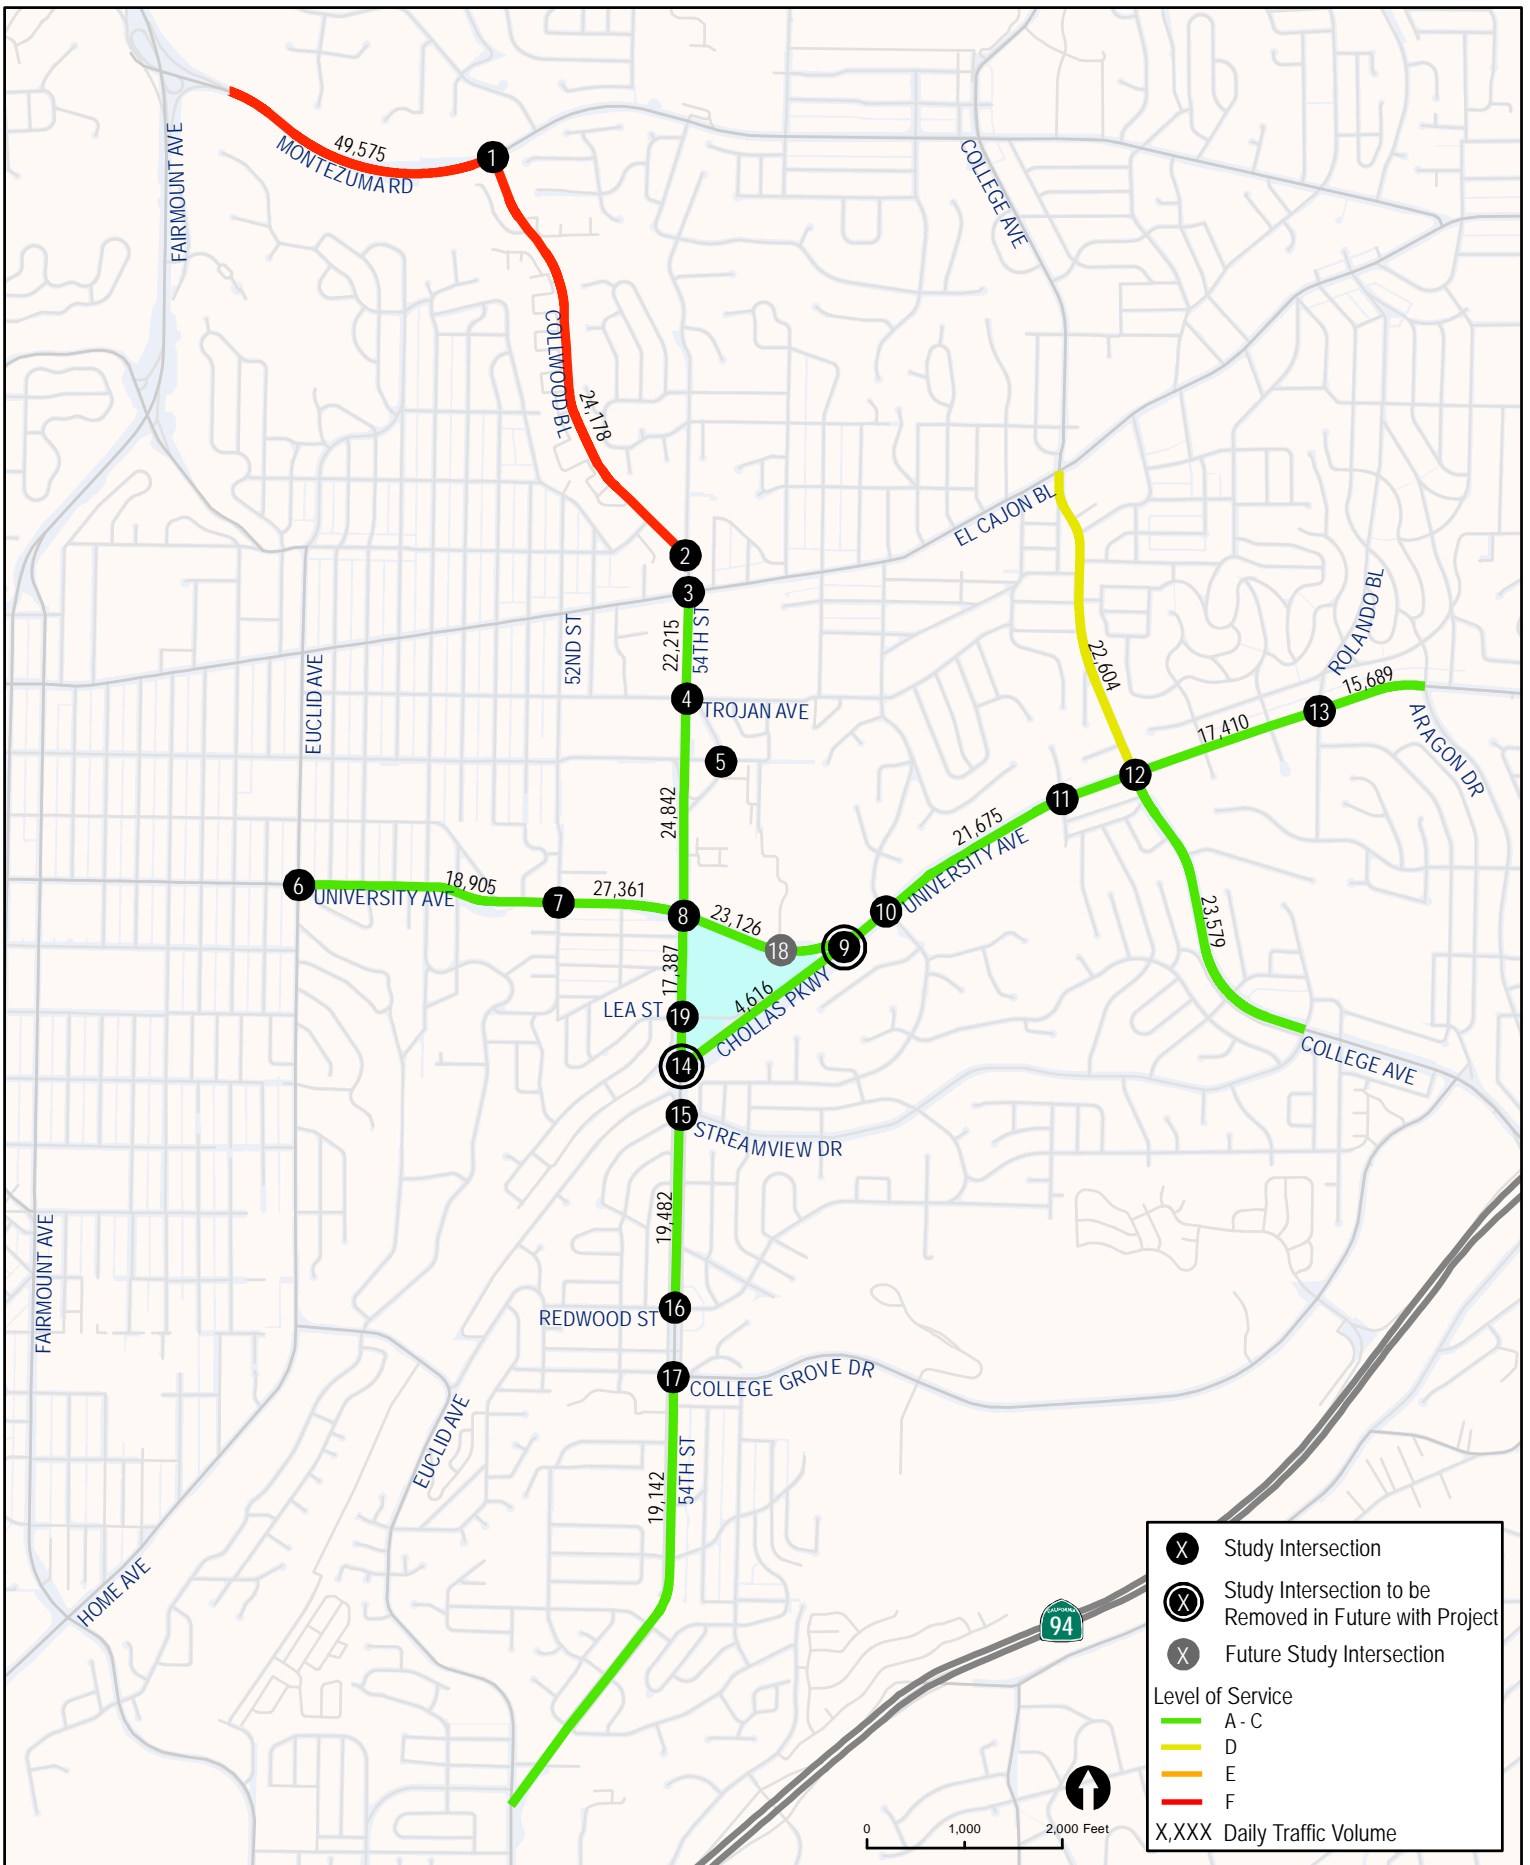 49,575
MONTEZUMA RD
1
FAIRMOUNT AVE
COLLEGE AVE
COLLWOOD BL
24,178
EL CAJON BL
2
3
22,215
54TH ST
52ND ST
EUCLID AVE
4
TROJAN AVE
5
22,604
ROLANDO BL
15,689
13
17,410
ARAGON DR
12
11
24,842
21,675
UNIVERSITY AVE
6
UNIVERSITY AVE
18,905
7
27,361
8
23,126
18
9
10
23,579
17,387
4,616
CHOLLAS PKWY
LEA ST
19
14
COLLEGE AVE
15
STREAMVIEW DR
19,482
FAIRMOUNT AVE
REDWOOD ST
16
17
COLLEGE GROVE DR
EUCLID AVE
54TH ST
19,142
HOME AVE
CALIFORNIA
94
X Study Intersection
X Study Intersection to be
Removed in Future with Project
X Future Study Intersection
Level of Service
A - C
D
E
F
X,XXX Daily Traffic Volume
0 1,000 2,000 Feet